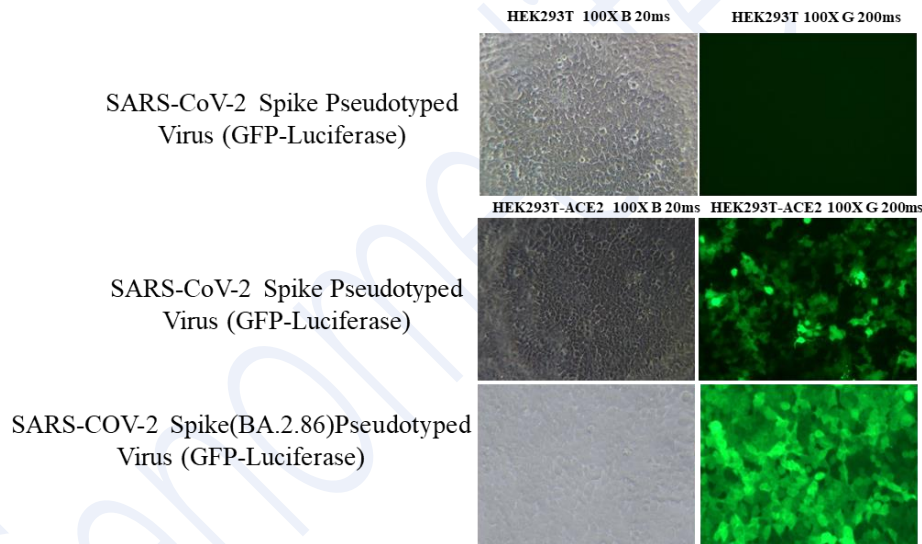 HEK293T 100X B 20ms
HEK293T 100X G 200ms
SARS-CoV-2 Spike Pseudotyped
Virus (GFP-Luciferase)
HEK293T-ACE2 100X B 20ms
HEK293T-ACE2 100X G 200ms
SARS-CoV-2 Spike Pseudotyped
Virus (GFP-Luciferase)
SARS-COV-2 Spike(BA.2.86)Pseudotyped
Virus (GFP-Luciferase)